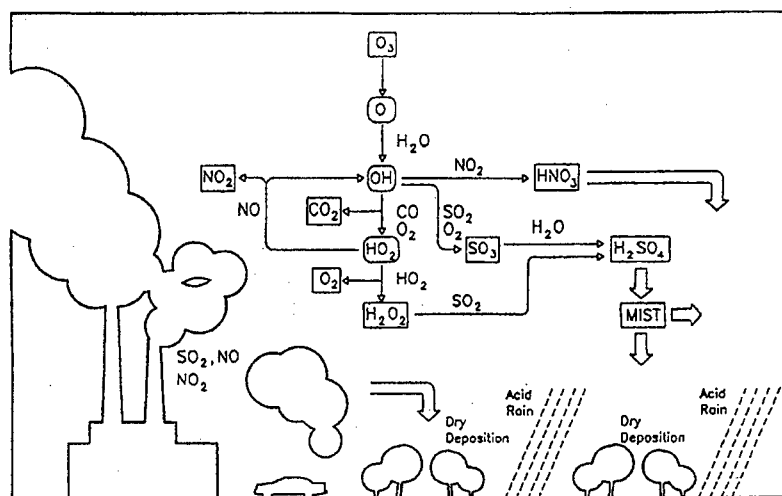 O₃
O
H₂O
NO₂
OH
NO₂
HNO₃
NO
CO₂
CO
O₂
SO₂
O₂
HO₂
SO₃
H₂O
H₂SO₄
O₂
HO₂
H₂O₂
SO₂
MIST
SO₂, NO
NO₂
Acid
Rain
Acid
Rain
Dry
Deposition
Dry
Deposition